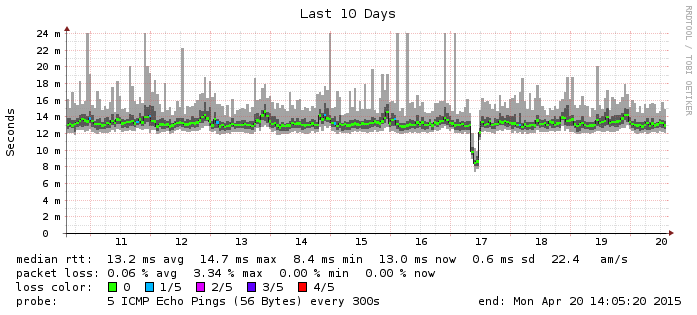 Last 10 Days
RRDTOOL / TOBI OETIKER
Seconds
24 m
22 m
20 m
18 m
16 m
14 m
12 m
10 m
8 m
6 m
4 m
2 m
0
11 12 13 14 15 16 17 18 19 20
median rtt: 13.2 ms avg 14.7 ms max 8.4 ms min 13.0 ms now 0.6 ms sd 22.4 am/s
packet loss: 0.06 % avg 3.34 % max 0.00 % min 0.00 % now
loss color: 0 1/5 2/5 3/5 4/5
probe: 5 ICMP Echo Pings (56 Bytes) every 300s end: Mon Apr 20 14:05:20 2015